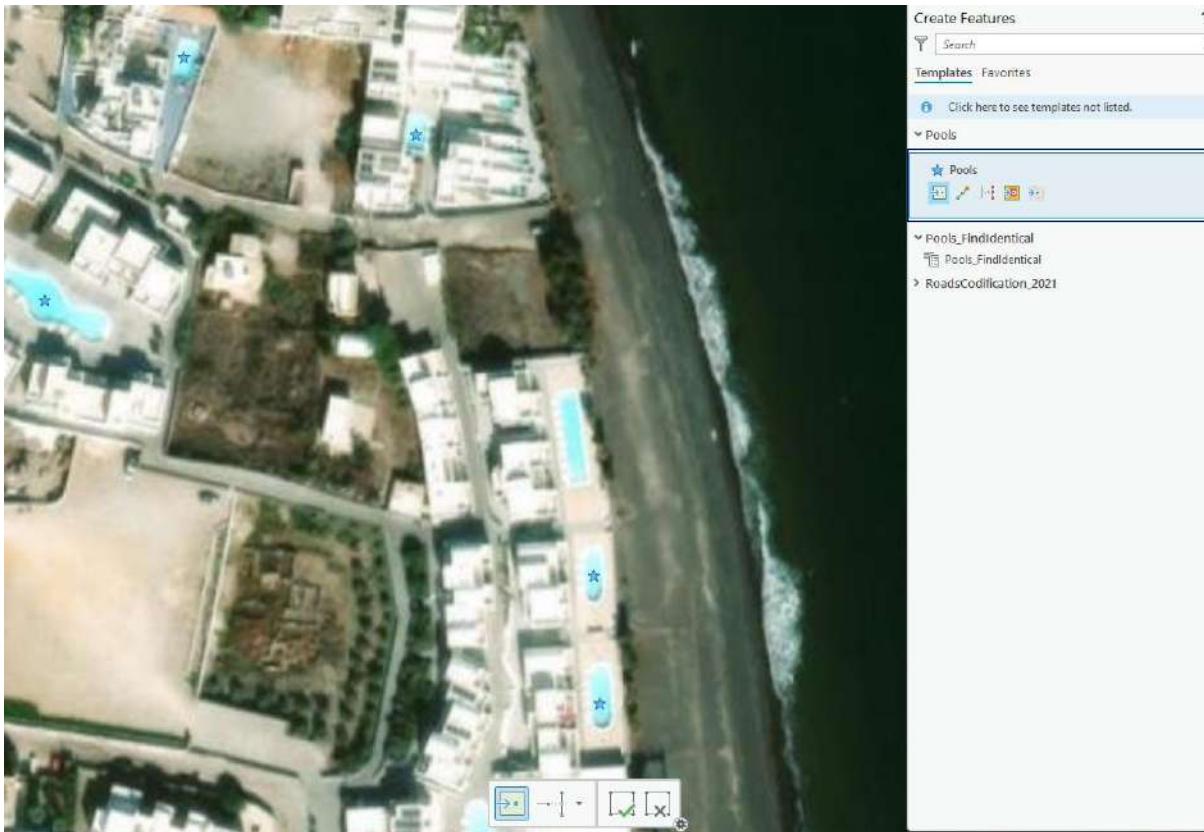 Create Features
Search
Templates Favorites
Click here to see templates not listed.
Pools
Pools
Pools_FindIdentical
Pools_FindIdentical
RoadsCodification_2021